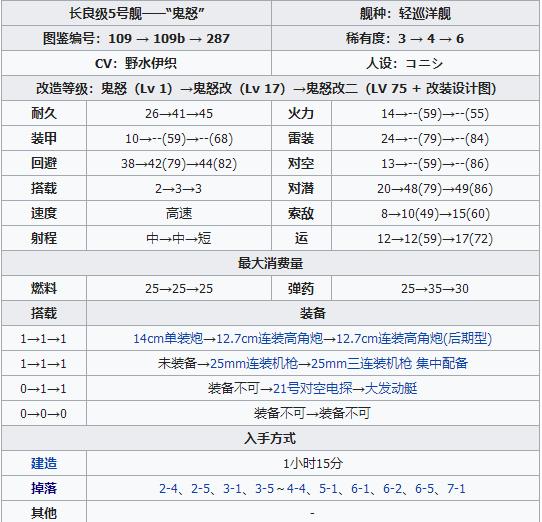 长良级5号舰——“鬼怒” 舰种：轻巡洋舰
图鉴编号：109 → 109b → 287 稀有度：3 → 4 → 6
CV：野水伊织 人设：コニシ
改造等级：鬼怒（Lv 1）→鬼怒改（Lv 17）→鬼怒改二（LV 75 + 改装设计图)
耐久 26→41→45 火力 14→--(59)→--(55)
装甲 10→--(59)→--(68) 雷装 24→--(79)→--(84)
回避 38→42(79)→44(82) 对空 13→--(59)→--(86)
搭载 2→3→3 对潜 20→48(79)→49(86)
速度 高速 索敌 8→10(49)→15(60)
射程 中→中→短 运 12→12(59)→17(72)
最大消费量
燃料 25→25→25 弹药 25→35→30
搭载 装备
1→1→1 14cm单装炮→12.7cm连装高角炮→12.7cm连装高角炮(后期型)
1→1→1 未装备→25mm连装机枪→25mm三连装机枪 集中配备
0→1→1 装备不可→21号对空电探→大发动艇
0→0→0 装备不可→装备不可
入手方式
建造 1小时15分
掉落 2-4、2-5、3-1、3-5～4-4、5-1、6-1、6-2、6-5、7-1
其他 -